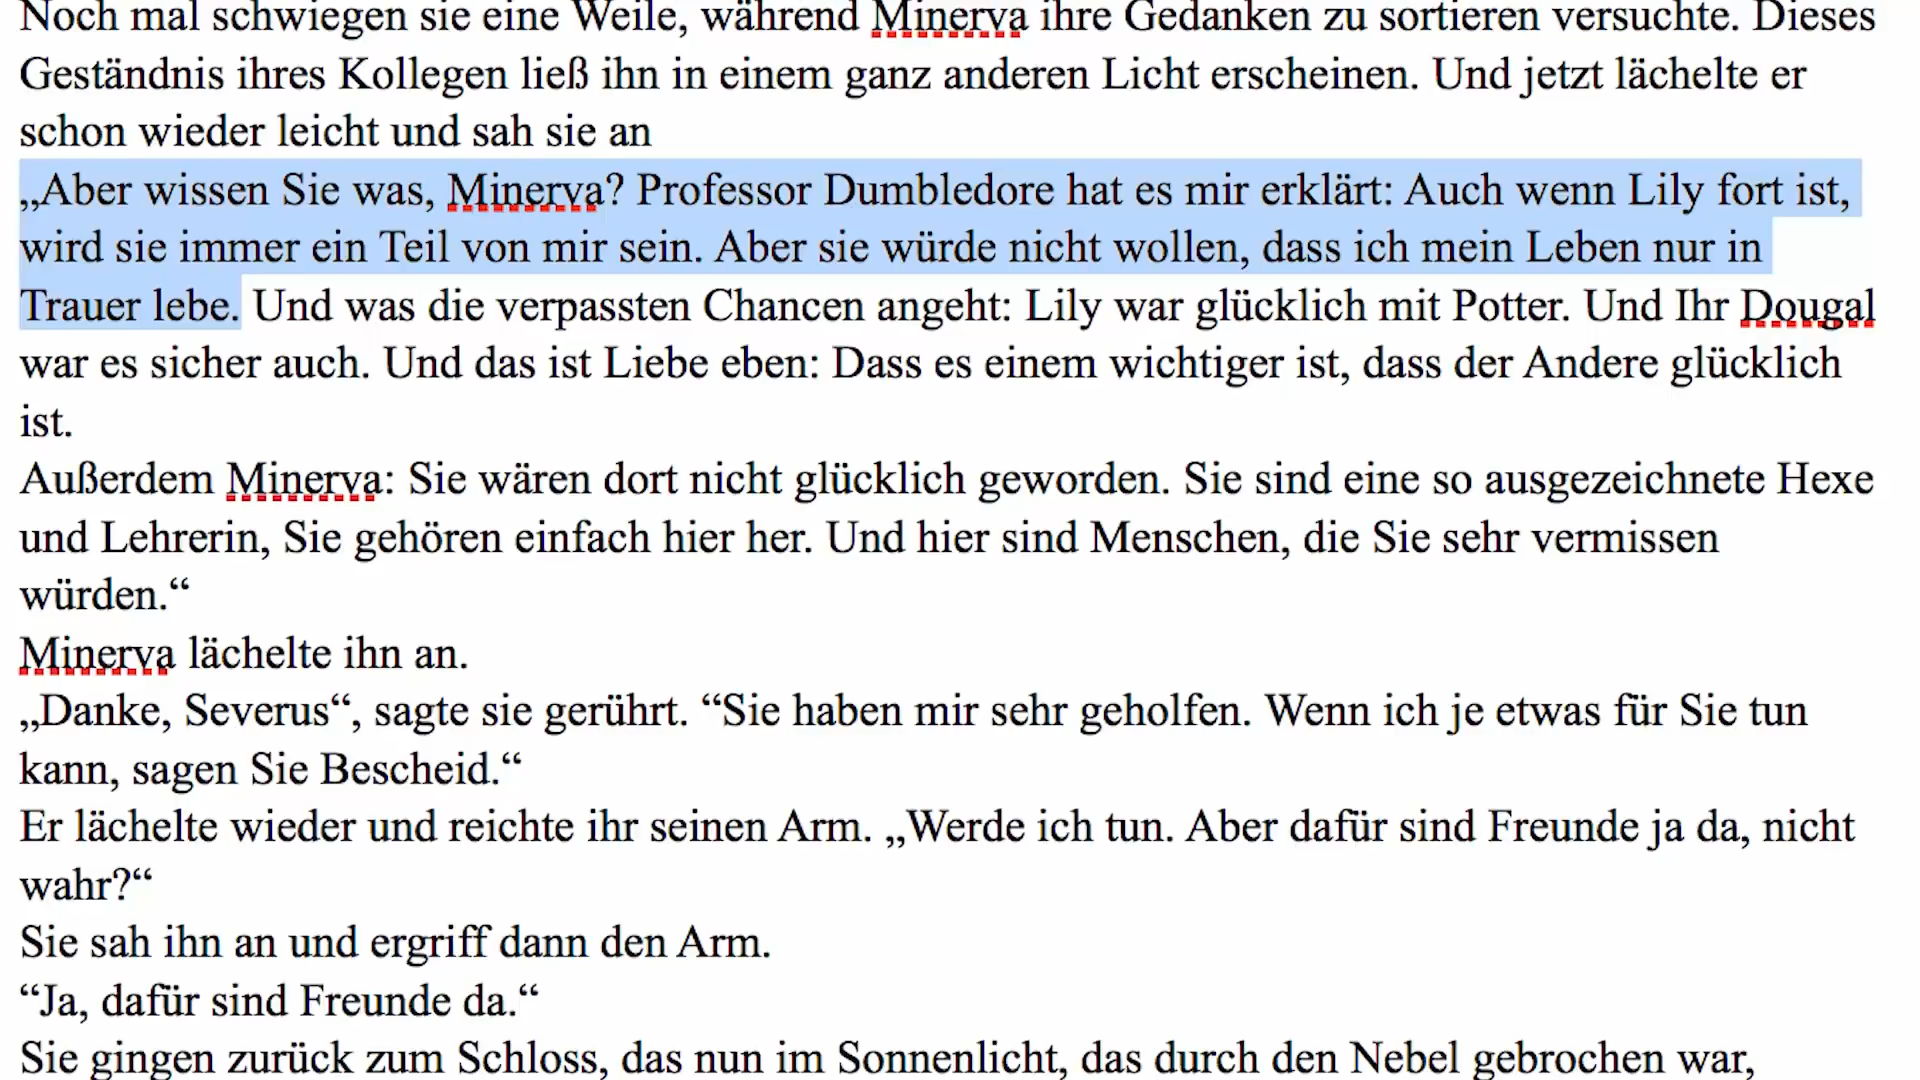 Noch mal schwiegen sie eine Weile, während Minerva ihre Gedanken zu sortieren versuchte. Dieses
Geständnis ihres Kollegen ließ ihn in einem ganz anderen Licht erscheinen. Und jetzt lächelte er
schon wieder leicht und sah sie an
„Aber wissen Sie was, Minerva? Professor Dumbledore hat es mir erklärt: Auch wenn Lily fort ist,
wird sie immer ein Teil von mir sein. Aber sie würde nicht wollen, dass ich mein Leben nur in
Trauer lebe. Und was die verpassten Chancen angeht: Lily war glücklich mit Potter. Und Ihr Dougal
war es sicher auch. Und das ist Liebe eben: Dass es einem wichtiger ist, dass der Andere glücklich
ist.
Außerdem Minerva: Sie wären dort nicht glücklich geworden. Sie sind eine so ausgezeichnete Hexe
und Lehrerin, Sie gehören einfach hier her. Und hier sind Menschen, die Sie sehr vermissen
würden.“
Minerva lächelte ihn an.
„Danke, Severus“, sagte sie gerührt. “Sie haben mir sehr geholfen. Wenn ich je etwas für Sie tun
kann, sagen Sie Bescheid.“
Er lächelte wieder und reichte ihr seinen Arm. „Werde ich tun. Aber dafür sind Freunde ja da, nicht
wahr?“
Sie sah ihn an und ergriff dann den Arm.
“Ja, dafür sind Freunde da.“
Sie gingen zurück zum Schloss, das nun im Sonnenlicht, das durch den Nebel gebrochen war,